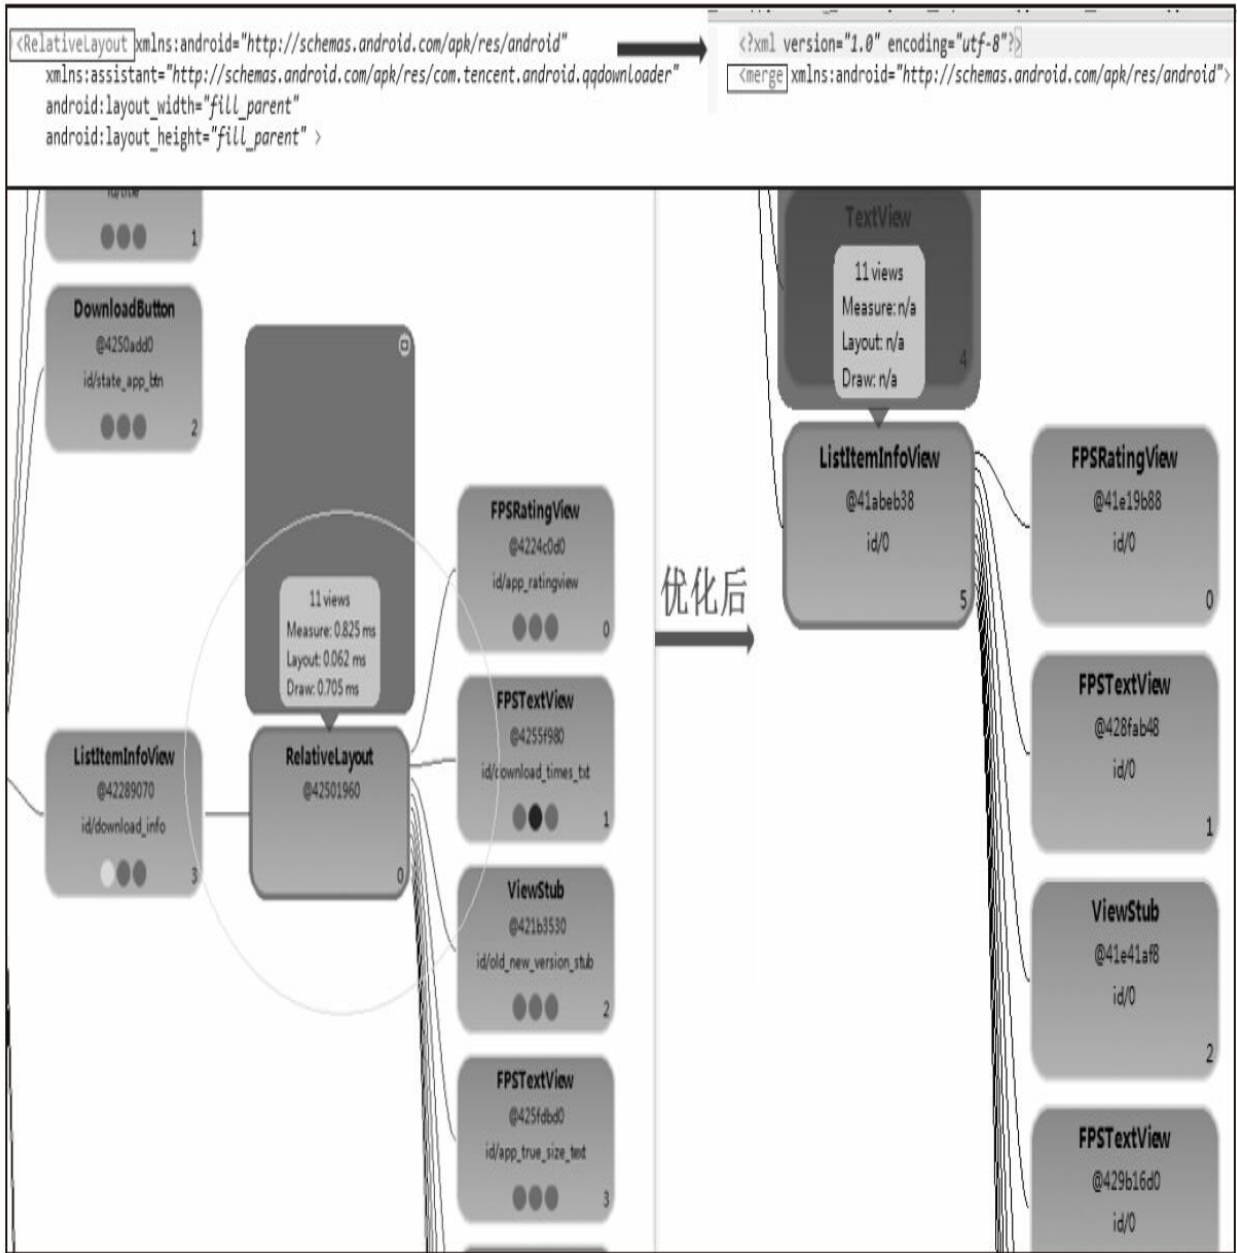 <RelativeLayout xmlns:android="http://schemas.android.com/apk/res/android"
xmlns:assistant="http://schemas.android.com/apk/res/com.tencent.android.qqdownloader"
android:layout_width="fill_parent"
android:layout_height="fill_parent" >
<?xml version="1.0" encoding="utf-8"?>
<merge xmlns:android="http://schemas.android.com/apk/res/android">
id/title
1
DownloadButton
@4250add0
id/state_app_btn
2
ListItemInfoView
@42289070
id/download_info
3
11 views
Measure: 0.825 ms
Layout: 0.062 ms
Draw: 0.705 ms
RelativeLayout
@42501960
0
FPSRatingView
@4224c0d0
id/app_ratingview
0
FPSTextView
@4255f980
id/download_times_txt
1
ViewStub
@421b3530
id/old_new_version_stub
2
FPSTextView
@425fdbd0
id/app_true_size_text
3
优化后
TextView
11 views
Measure: n/a
Layout: n/a
Draw: n/a
4
ListItemInfoView
@41abeb38
id/0
5
FPSRatingView
@41e19b88
id/0
0
FPSTextView
@428fab48
id/0
1
ViewStub
@41e41af8
id/0
2
FPSTextView
@429b16d0
id/0